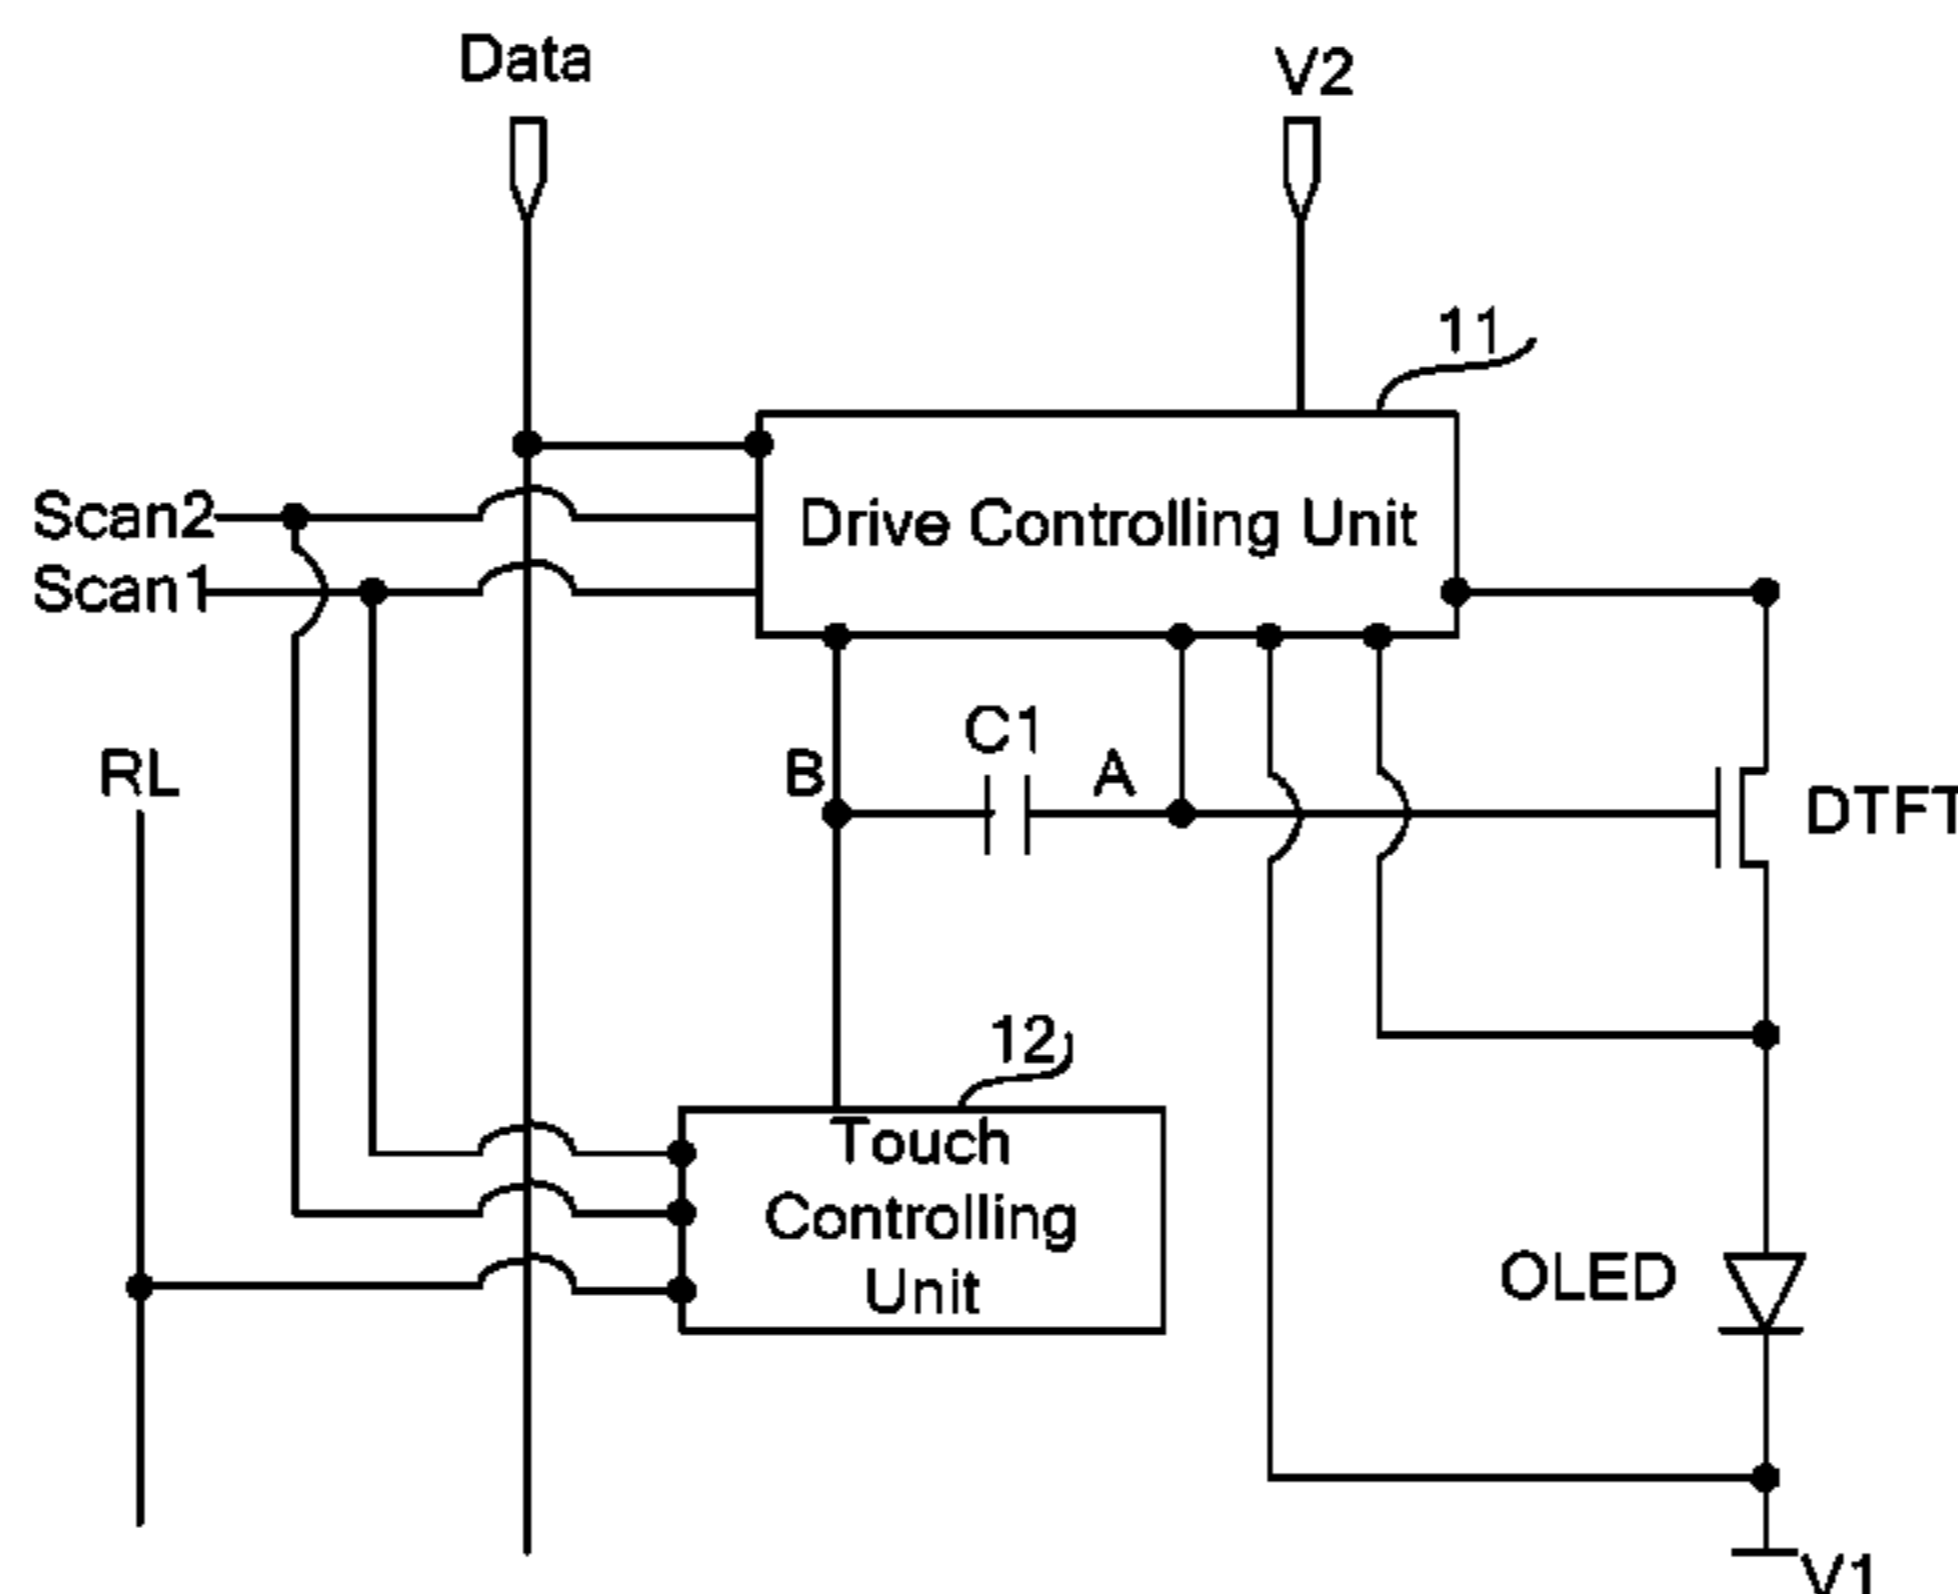 Data
V2
11
Scan2
Drive Controlling Unit
Scan1
C1
RL
B
A
DTFT
12
Touch
Controlling
Unit
OLED
V1